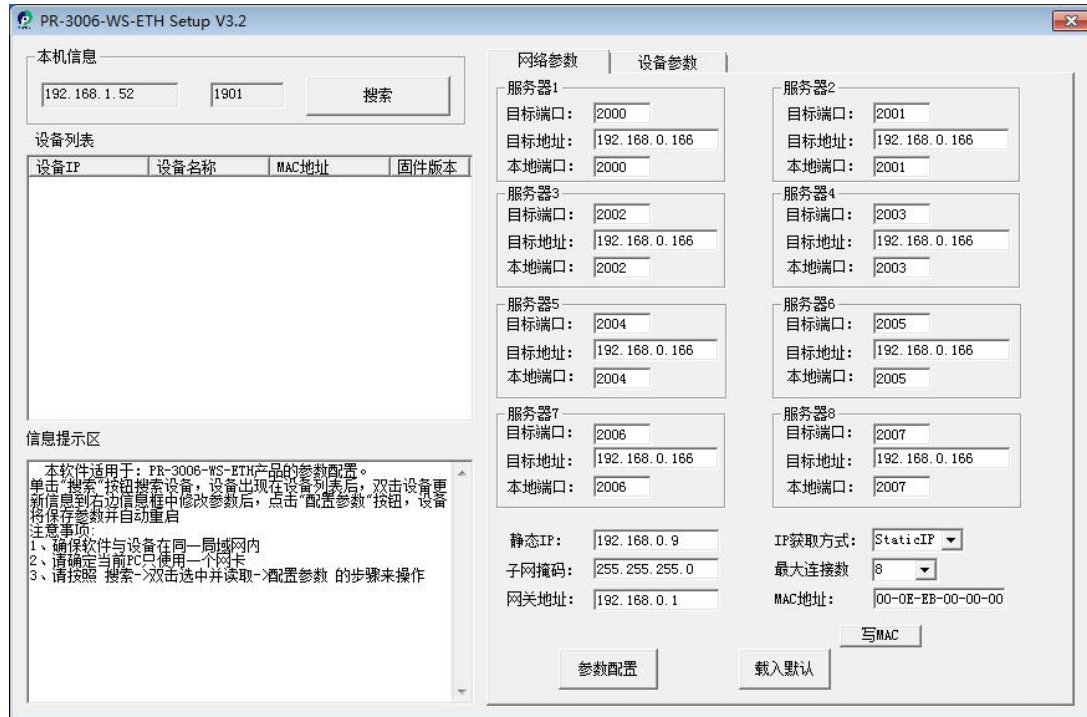 PR-3006-WS-ETH Setup V3.2
本机信息
192.168.1.52
1901
搜索
设备列表
设备IP
设备名称
MAC地址
固件版本
信息提示区
本软件适用于：PR-3006-WS-ETH产品的参数配置。
单击"搜索"按钮搜索设备，设备出现在设备列表后，双击设备更
新信息到右边信息框中修改参数后，点击"配置参数"按钮，设备
将保存参数并自动重启
注意事项:
1、确保软件与设备在同一局域网内
2、请确定当前PC只使用一个网卡
3、请按照 搜索->双击选中并读取->配置参数 的步骤来操作
网络参数
设备参数
服务器1
目标端口： 2000
目标地址： 192.168.0.166
本地端口： 2000
服务器2
目标端口： 2001
目标地址： 192.168.0.166
本地端口： 2001
服务器3
目标端口： 2002
目标地址： 192.168.0.166
本地端口： 2002
服务器4
目标端口： 2003
目标地址： 192.168.0.166
本地端口： 2003
服务器5
目标端口： 2004
目标地址： 192.168.0.166
本地端口： 2004
服务器6
目标端口： 2005
目标地址： 192.168.0.166
本地端口： 2005
服务器7
目标端口： 2006
目标地址： 192.168.0.166
本地端口： 2006
服务器8
目标端口： 2007
目标地址： 192.168.0.166
本地端口： 2007
静态IP： 192.168.0.9
子网掩码： 255.255.255.0
网关地址： 192.168.0.1
IP获取方式： StaticIP
最大连接数 8
MAC地址： 00-0E-EB-00-00-00
写MAC
参数配置
载入默认